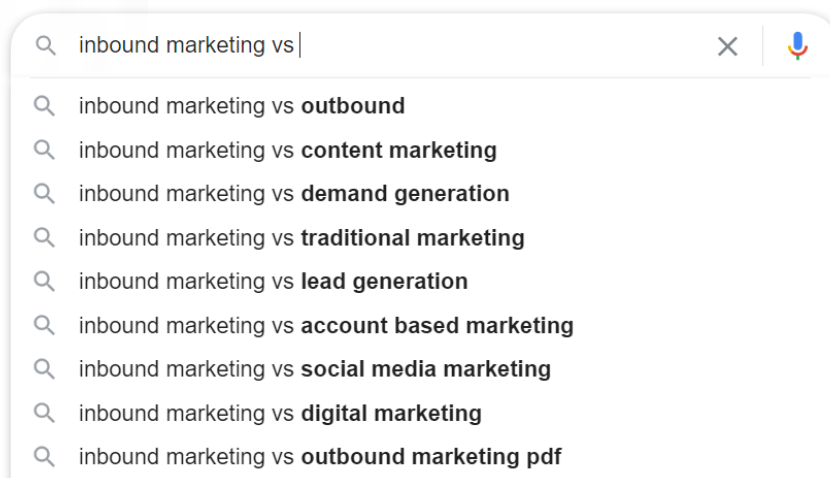 inbound marketing vs
inbound marketing vs outbound
inbound marketing vs content marketing
inbound marketing vs demand generation
inbound marketing vs traditional marketing
inbound marketing vs lead generation
inbound marketing vs account based marketing
inbound marketing vs social media marketing
inbound marketing vs digital marketing
inbound marketing vs outbound marketing pdf